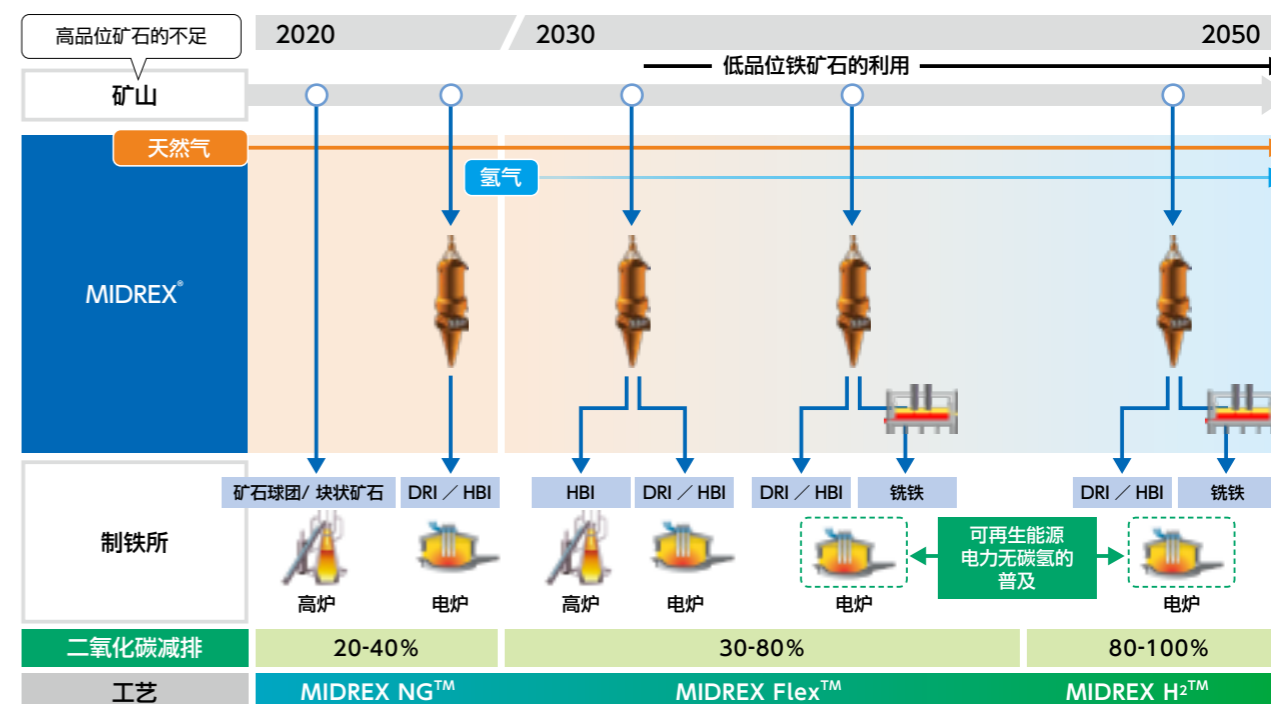 高品位矿石的不足
2020
2030
2050
低品位铁矿石的利用
矿山
天然气
氢气
MIDREX®
矿石球团/ 块状矿石
DRI ／ HBI
HBI
DRI ／ HBI
DRI ／ HBI
铣铁
DRI ／ HBI
铣铁
制铁所
可再生能源
电力无碳氢的
普及
高炉
电炉
高炉
电炉
电炉
电炉
二氧化碳减排
20-40%
30-80%
80-100%
工艺
MIDREX NG™
MIDREX Flex™
MIDREX H2™